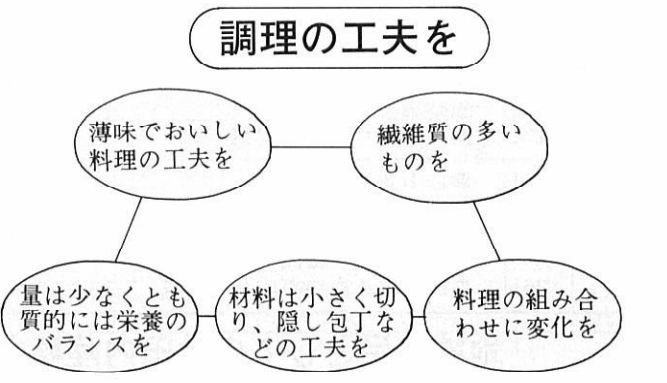 調理の工夫を
薄味でおいしい
料理の工夫を
繊維質の多い
ものを
量は少なくとも
質的には栄養の
バランスを
材料は小さく切
り、隠し包丁な
どの工夫を
料理の組み合
わせに変化を